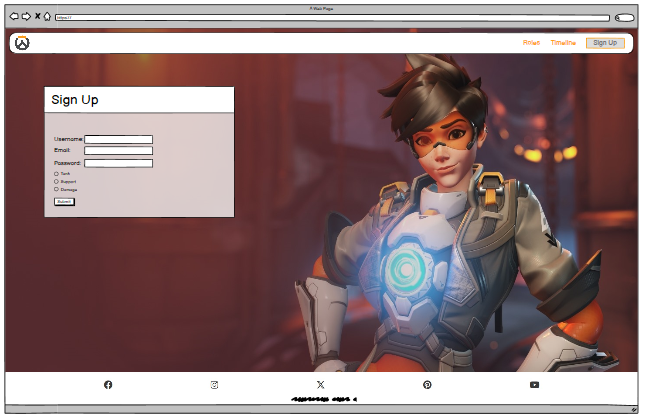 A Web Page
https://
Roles Timeline Sign Up
Sign Up
Username:
Email:
Password:
Tank
Support
Damage
Submit